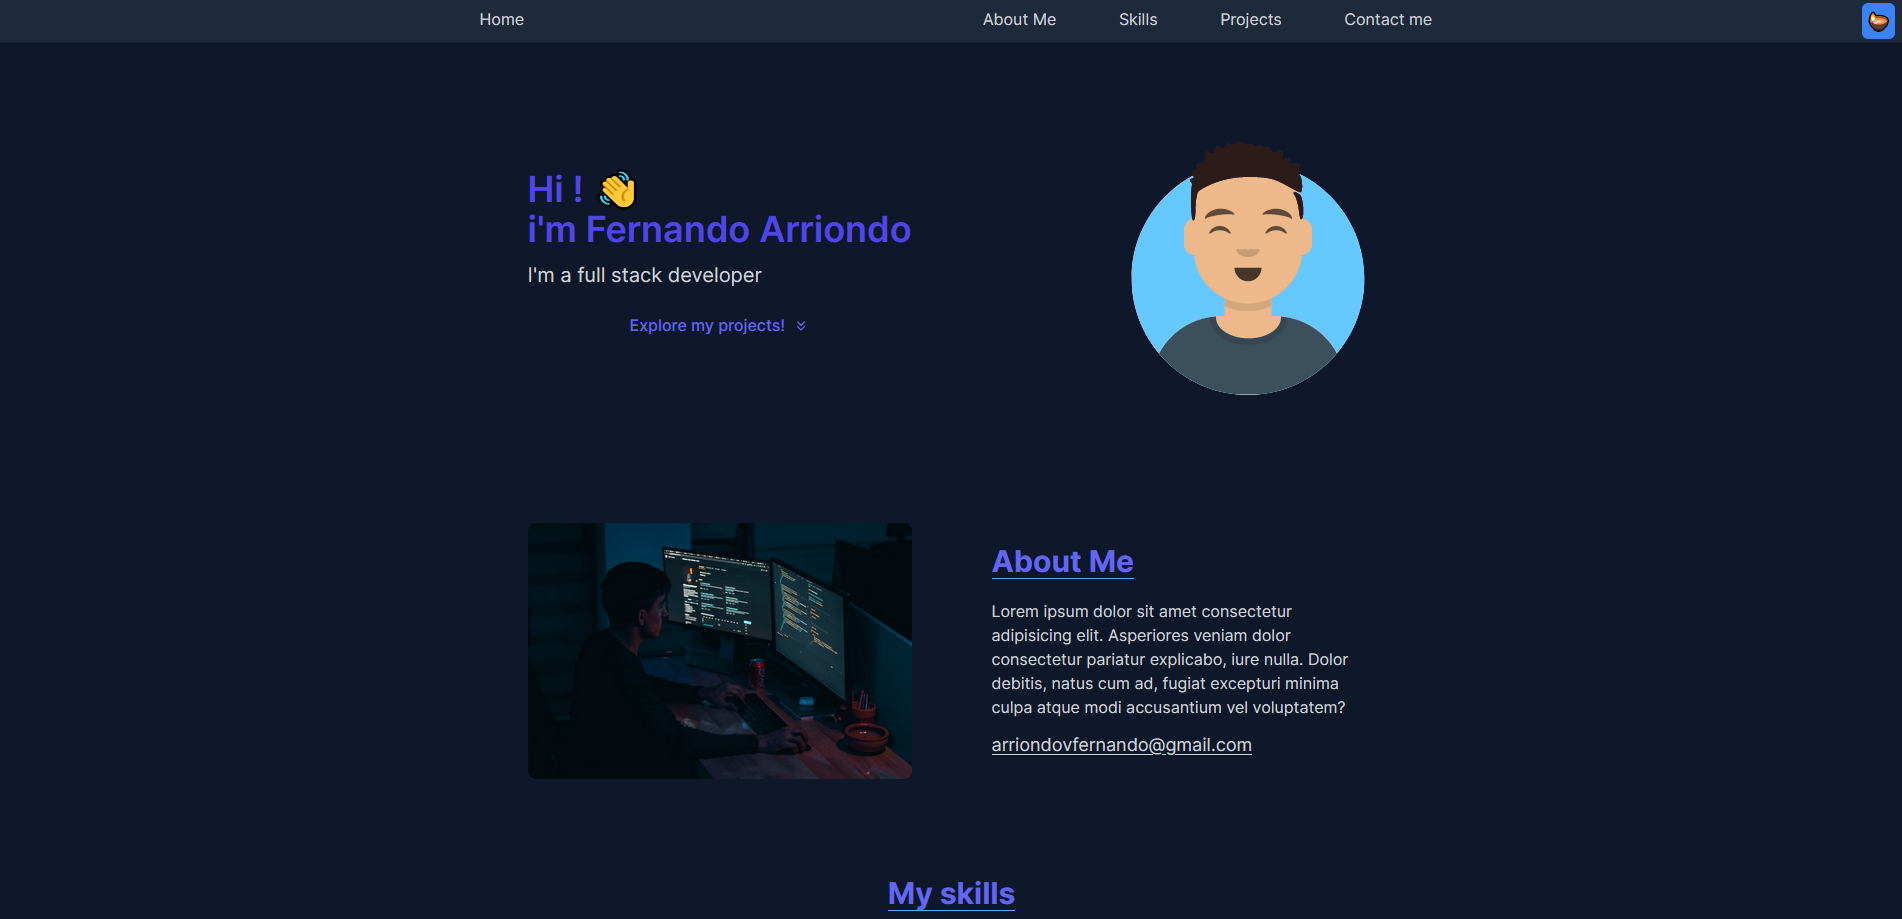 Home
About Me
Skills
Projects
Contact me
Hi ! 👋
i'm Fernando Arriondo
I'm a full stack developer
Explore my projects!
About Me
Lorem ipsum dolor sit amet consectetur
adipisicing elit. Asperiores veniam dolor
consectetur pariatur explicabo, iure nulla. Dolor
debitis, natus cum ad, fugiat excepturi minima
culpa atque modi accusantium vel voluptatem?
arriondovfernando@gmail.com
My skills